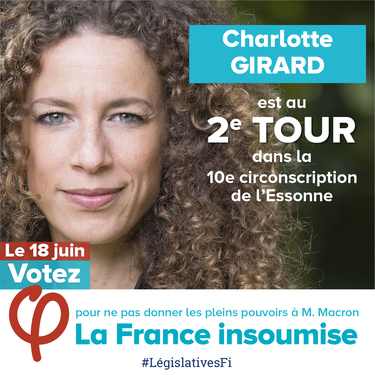 Charlotte
GIRARD
est au
2e TOUR
dans la
10e circonscription
de l'Essonne
Le 18 juin
Votez
φ
pour ne pas donner les pleins pouvoirs à M. Macron
La France insoumise
#LégislativesFi